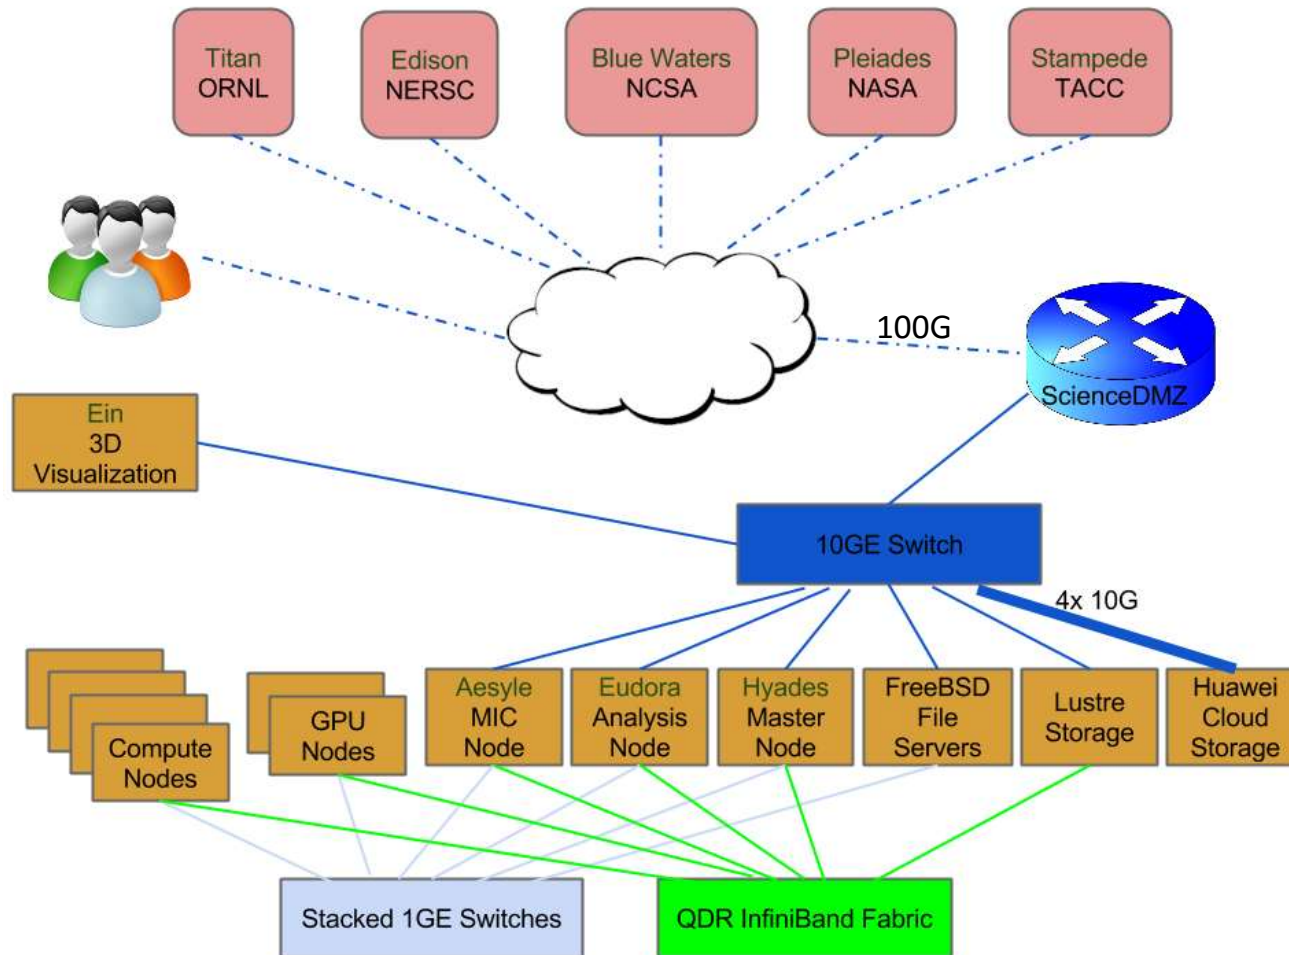 Titan
ORNL
Edison
NERSC
Blue Waters
NCSA
Pleiades
NASA
Stampede
TACC
100G
ScienceDMZ
Ein
3D
Visualization
10GE Switch
4x 10G
Compute
Nodes
GPU
Nodes
Aesyle
MIC
Node
Eudora
Analysis
Node
Hyades
Master
Node
FreeBSD
File
Servers
Lustre
Storage
Huawei
Cloud
Storage
Stacked 1GE Switches
QDR InfiniBand Fabric